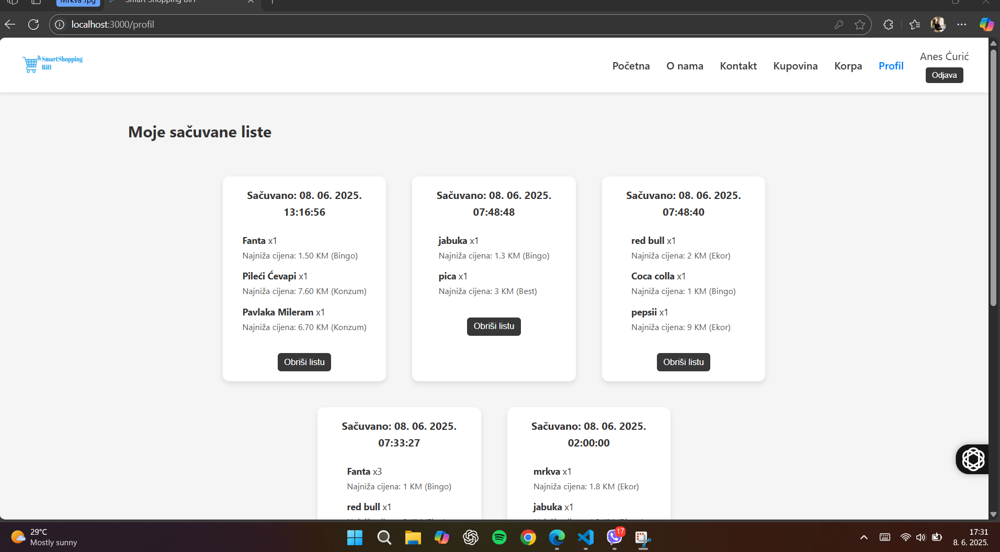 Mrkva Jpg
Smart Shopping BiH
localhost:3000/profil
SmartShopping
BiH
Početna
O nama
Kontakt
Kupovina
Korpa
Profil
Anes Ćurić
Odjava
Moje sačuvane liste
Sačuvano: 08. 06. 2025.
13:16:56
Fanta x1
Najniža cijena: 1.50 KM (Bingo)
Pileći Ćevapi x1
Najniža cijena: 7.60 KM (Konzum)
Pavlaka Mileram x1
Najniža cijena: 6.70 KM (Konzum)
Obriši listu
Sačuvano: 08. 06. 2025.
07:48:48
jabuka x1
Najniža cijena: 1.3 KM (Bingo)
pica x1
Najniža cijena: 3 KM (Best)
Obriši listu
Sačuvano: 08. 06. 2025.
07:48:40
red bull x1
Najniža cijena: 2 KM (Ekor)
Coca colla x1
Najniža cijena: 1 KM (Bingo)
pepsii x1
Najniža cijena: 9 KM (Ekor)
Obriši listu
Sačuvano: 08. 06. 2025.
07:33:27
Fanta x3
Najniža cijena: 1 KM (Bingo)
red bull x1
Sačuvano: 08. 06. 2025.
02:00:00
mrkva x1
Najniža cijena: 1.8 KM (Ekor)
jabuka x1
29°C
Mostly sunny
17
17:31
8. 6. 2025.